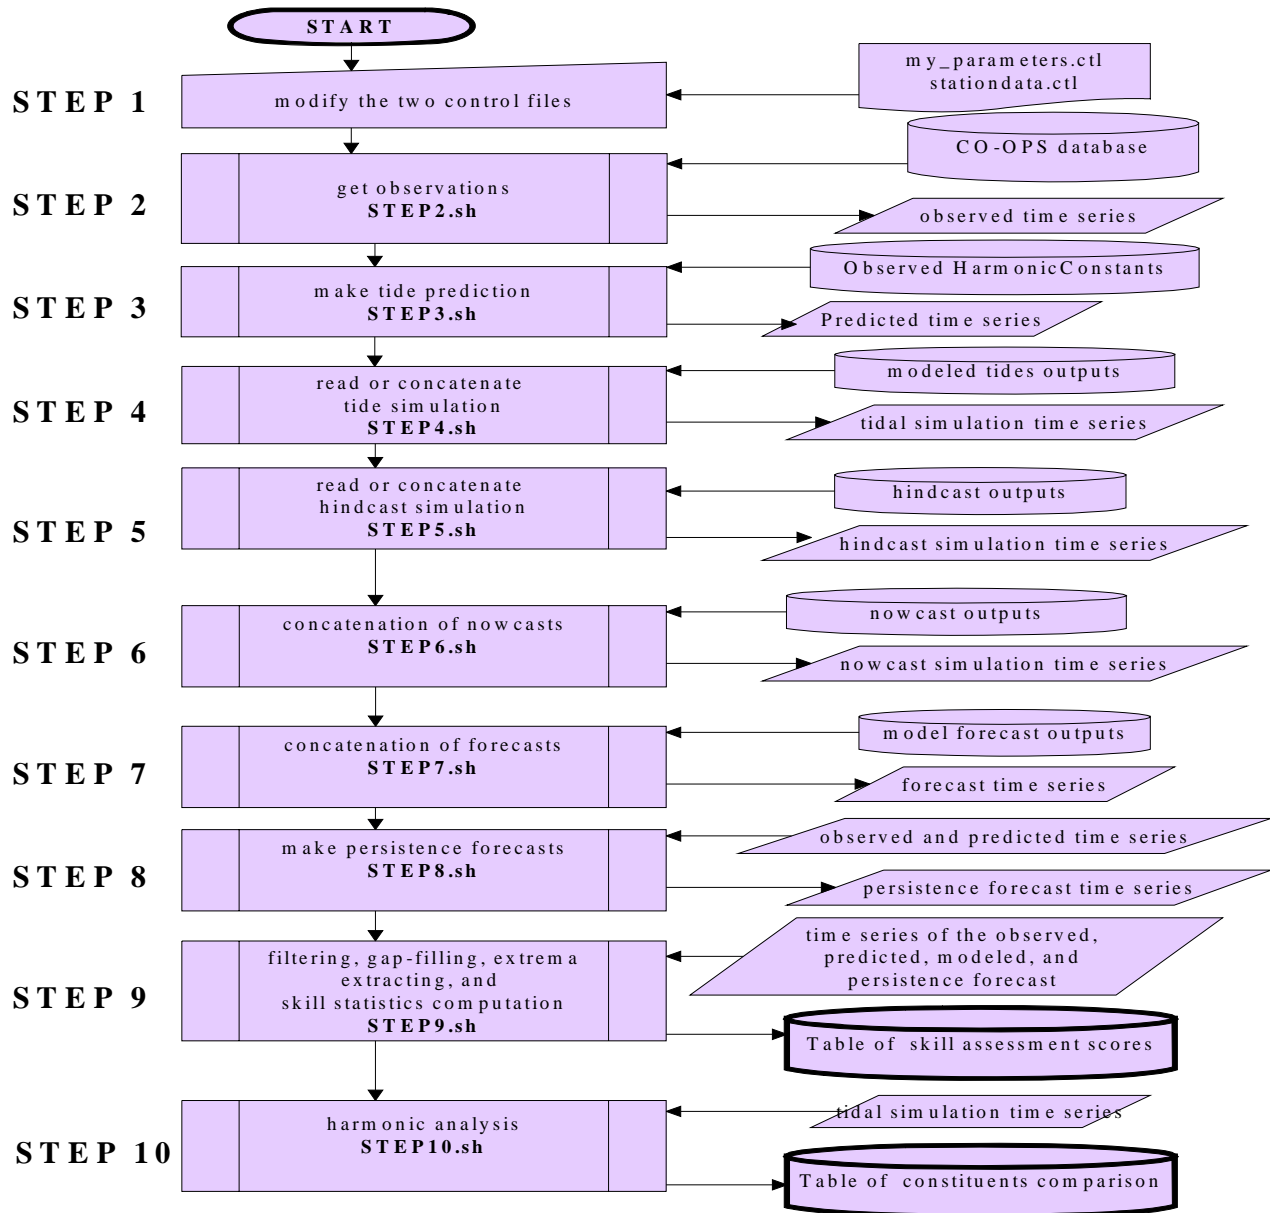 START
STEP 1
modify the two control files
my_parameters.ctl
stationdata.ctl
STEP 2
get observations
STEP2.sh
CO-OPS database
observed time series
STEP 3
make tide prediction
STEP3.sh
Observed HarmonicConstants
Predicted time series
STEP 4
read or concatenate
tide simulation
STEP4.sh
modeled tides outputs
tidal simulation time series
STEP 5
read or concatenate
hindcast simulation
STEP5.sh
hindcast outputs
hindcast simulation time series
STEP 6
concatenation of nowcasts
STEP6.sh
nowcast outputs
nowcast simulation time series
STEP 7
concatenation of forecasts
STEP7.sh
model forecast outputs
forecast time series
STEP 8
make persistence forecasts
STEP8.sh
observed and predicted time series
persistence forecast time series
STEP 9
filtering, gap-filling, extrema
extracting, and
skill statistics computation
STEP9.sh
time series of the observed,
predicted, modeled, and
persistence forecast
Table of skill assessment scores
STEP 10
harmonic analysis
STEP10.sh
tidal simulation time series
Table of constituents comparison